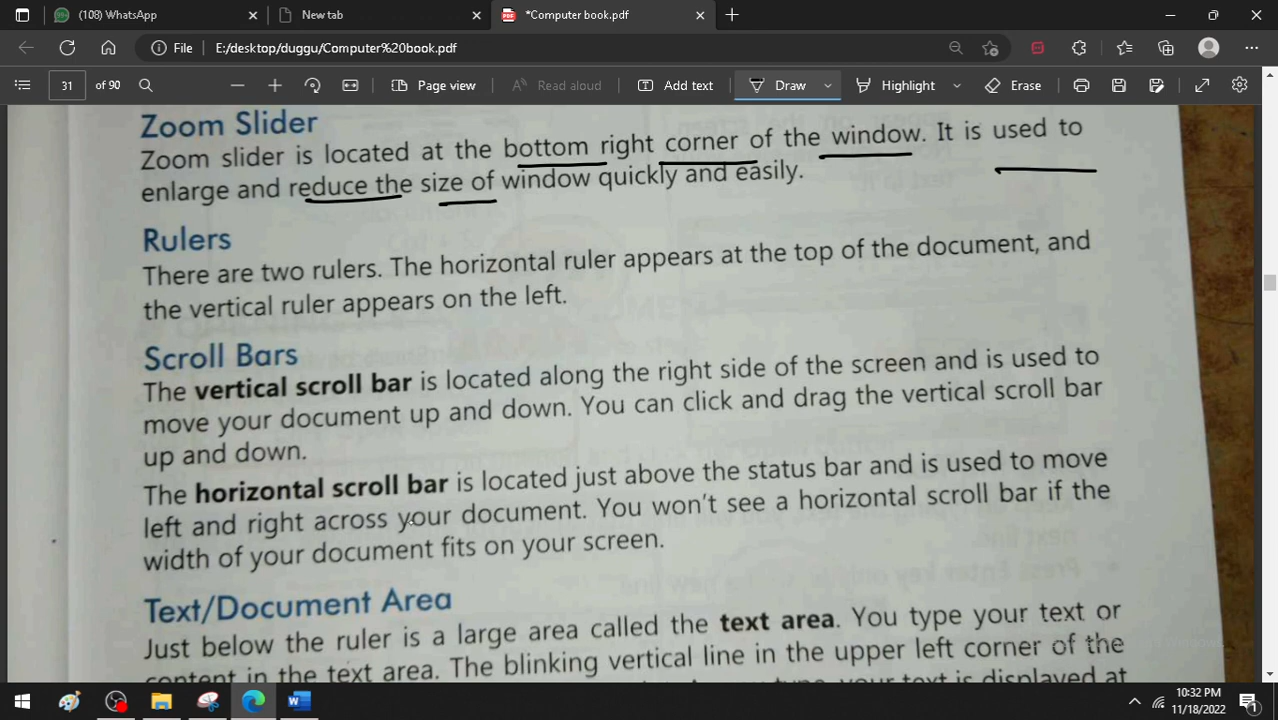 (108) WhatsApp
New tab
*Computer book.pdf
File
E:/desktop/duggu/Computer%20book.pdf
31 of 90
Page view
Read aloud
Add text
Draw
Highlight
Erase
Zoom Slider
Zoom slider is located at the bottom right corner of the window. It is used to
enlarge and reduce the size of window quickly and easily.
Rulers
There are two rulers. The horizontal ruler appears at the top of the document, and
the vertical ruler appears on the left.
Scroll Bars
The vertical scroll bar is located along the right side of the screen and is used to
move your document up and down. You can click and drag the vertical scroll bar
up and down.
The horizontal scroll bar is located just above the status bar and is used to move
left and right across your document. You won't see a horizontal scroll bar if the
width of your document fits on your screen.
Text/Document Area
Just below the ruler is a large area called the text area. You type your text or
content in the text area. The blinking vertical line in the upper left corner of the
your text is displayed at
10:32 PM
11/18/2022